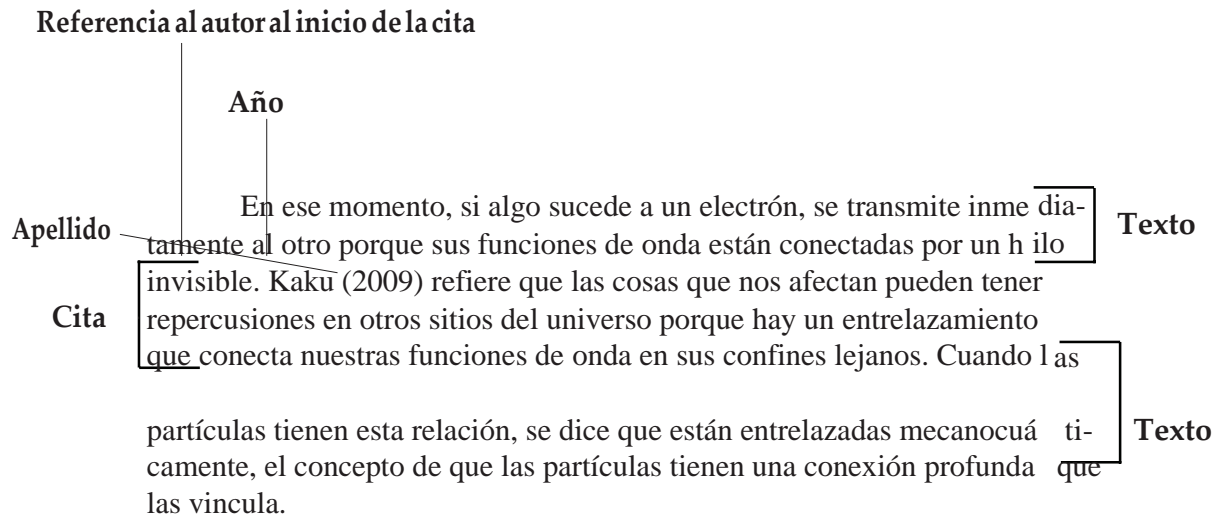 Referencia al autor al inicio de la cita
Año
En ese momento, si algo sucede a un electrón, se transmite inme dia-
Texto
Apellido
tamente al otro porque sus funciones de onda están conectadas por un h ilo
invisible. Kaku (2009) refiere que las cosas que nos afectan pueden tener
Cita
repercusiones en otros sitios del universo porque hay un entrelazamiento
que conecta nuestras funciones de onda en sus confines lejanos. Cuando l as
partículas tienen esta relación, se dice que están entrelazadas mecanocuá ti-
Texto
camente, el concepto de que las partículas tienen una conexión profunda que
las vincula.